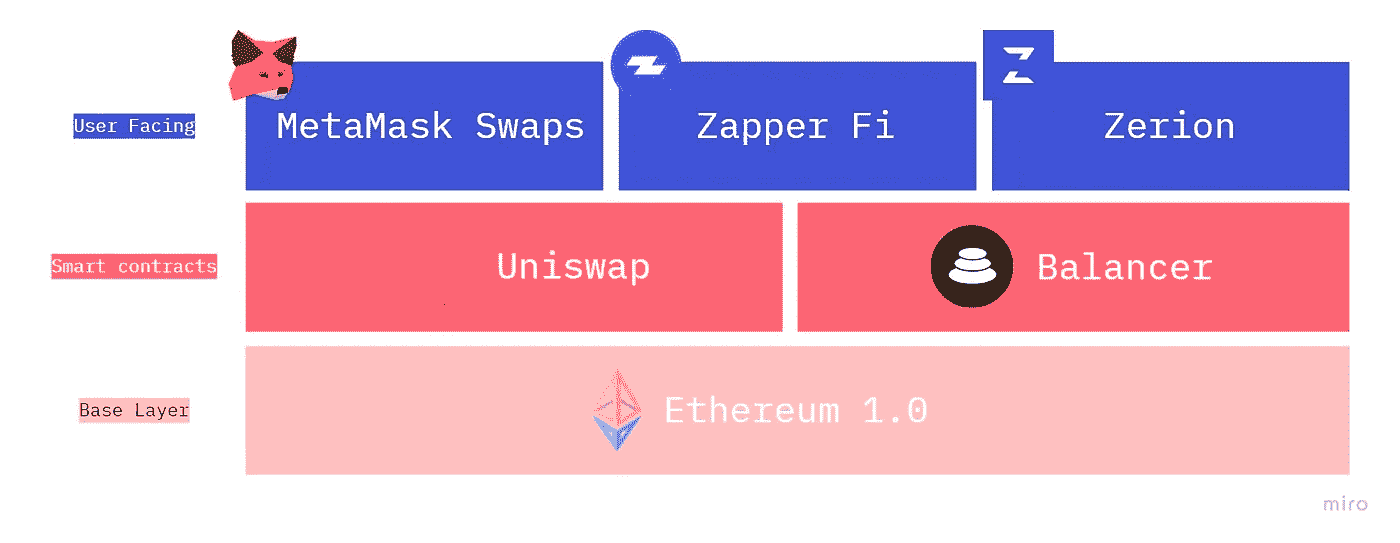 User Facing
MetaMask Swaps
Zapper Fi
Zerion
Smart contracts
Uniswap
Balancer
Base Layer
Ethereum 1.0
miro